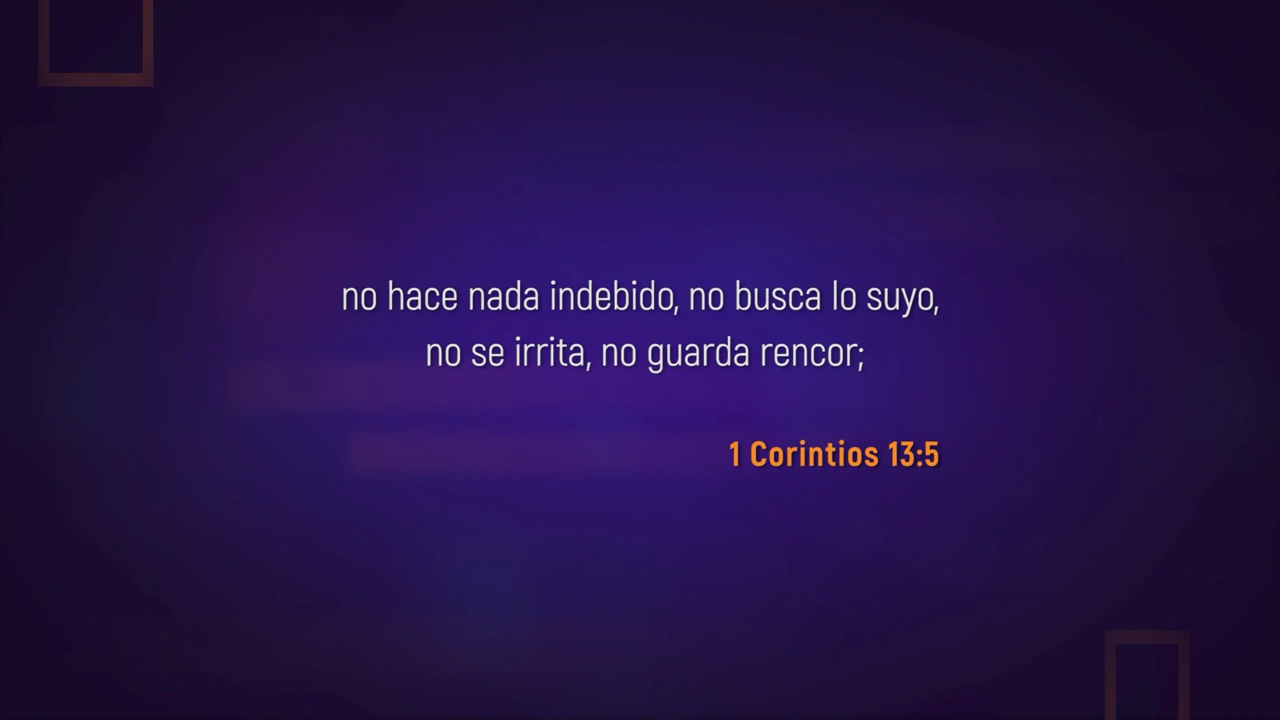 no hace nada indebido, no busca lo suyo,
no se irrita, no guarda rencor;
1 Corintios 13:5